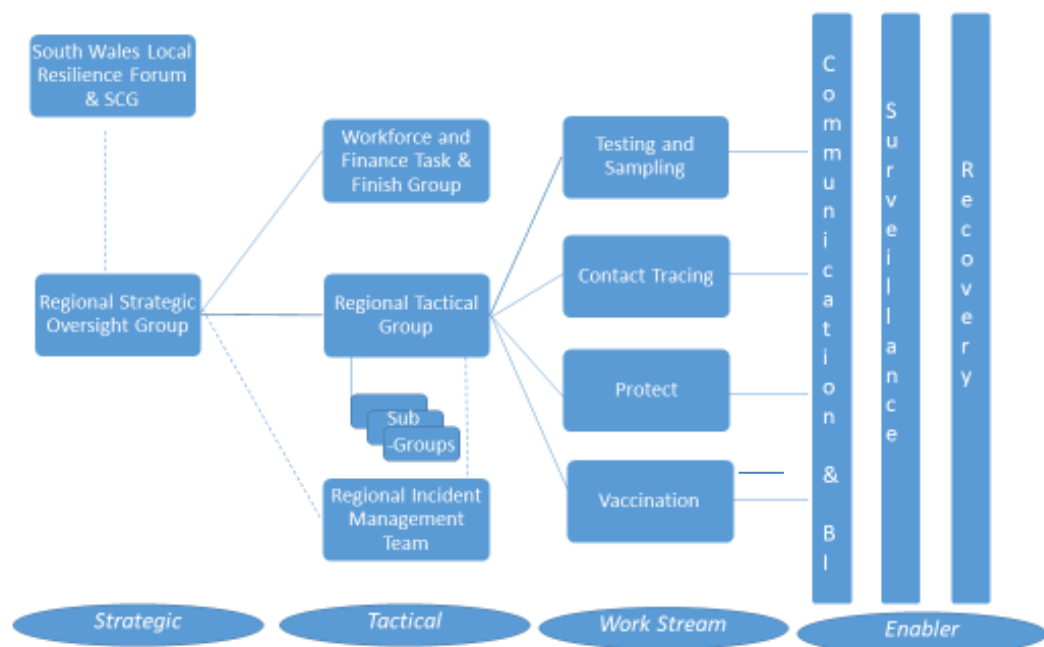 South Wales Local
Resilience Forum
& SCG
Regional Strategic
Oversight Group
Workforce and
Finance Task &
Finish Group
Regional Tactical
Group
Sub
-Groups
Regional Incident
Management
Team
Testing and
Sampling
Contact Tracing
Protect
Vaccination
Communication & BI
Surveillance
Recovery
Strategic
Tactical
Work Stream
Enabler